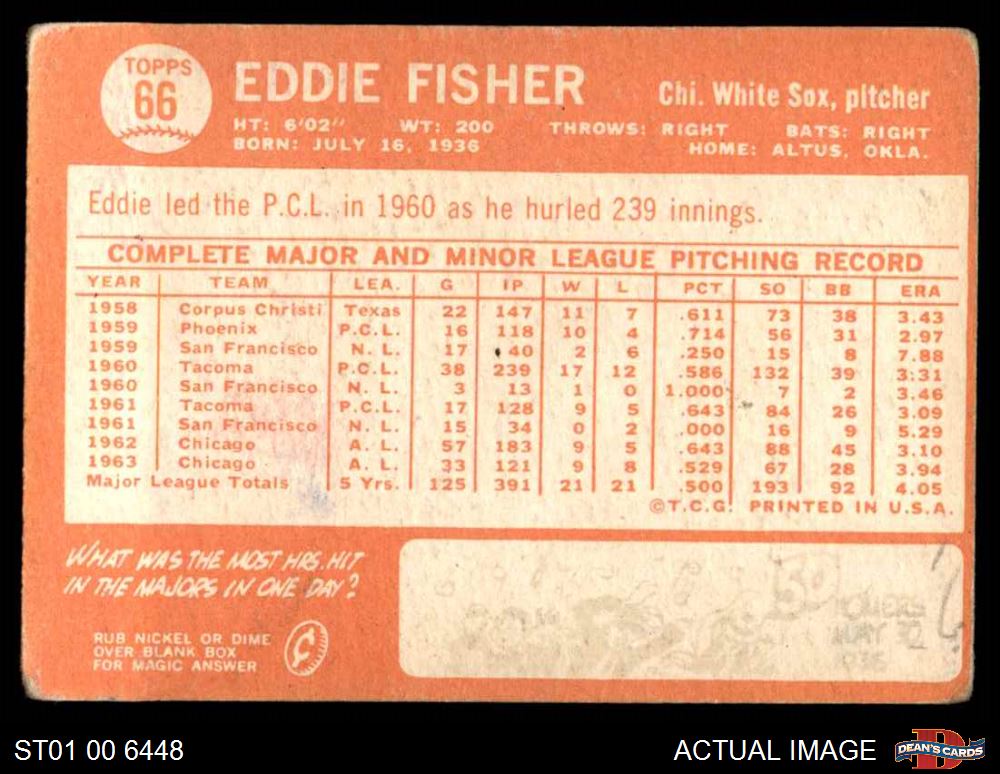 TOPPS
66
EDDIE FISHER
Chi. White Sox, pitcher
HT: 6'02" WT: 200 THROWS: RIGHT BATS: RIGHT
BORN: JULY 16, 1936 HOME: ALTUS, OKLA.
Eddie led the P.C.L. in 1960 as he hurled 239 innings.
COMPLETE MAJOR AND MINOR LEAGUE PITCHING RECORD
YEAR TEAM LEA. G IP W L PCT SO BB ERA
1958 Corpus Christi Texas 22 147 11 7 .611 73 38 3.43
1959 Phoenix P.C.L. 16 118 10 4 .714 56 31 2.97
1959 San Francisco N. L. 17 40 2 6 .250 15 8 7.88
1960 Tacoma P.C.L. 38 239 17 12 .586 132 39 3.31
1960 San Francisco N. L. 3 13 1 0 1.000 7 2 3.46
1961 Tacoma P.C.L. 17 128 9 5 .643 84 26 3.09
1961 San Francisco N. L. 15 34 0 2 .000 16 9 5.29
1962 Chicago A. L. 57 183 9 5 .643 88 45 3.10
1963 Chicago A. L. 33 121 9 8 .529 67 28 3.94
Major League Totals 5 Yrs. 125 391 21 21 .500 193 92 4.05
©T.C.G. PRINTED IN U.S.A.
WHAT WAS THE MOST HRS. HIT
IN THE MAJORS IN ONE DAY?
RUB NICKEL OR DIME
OVER BLANK BOX
FOR MAGIC ANSWER
MAY
ST01 00 6448
ACTUAL IMAGE
DEAN'S CARDS